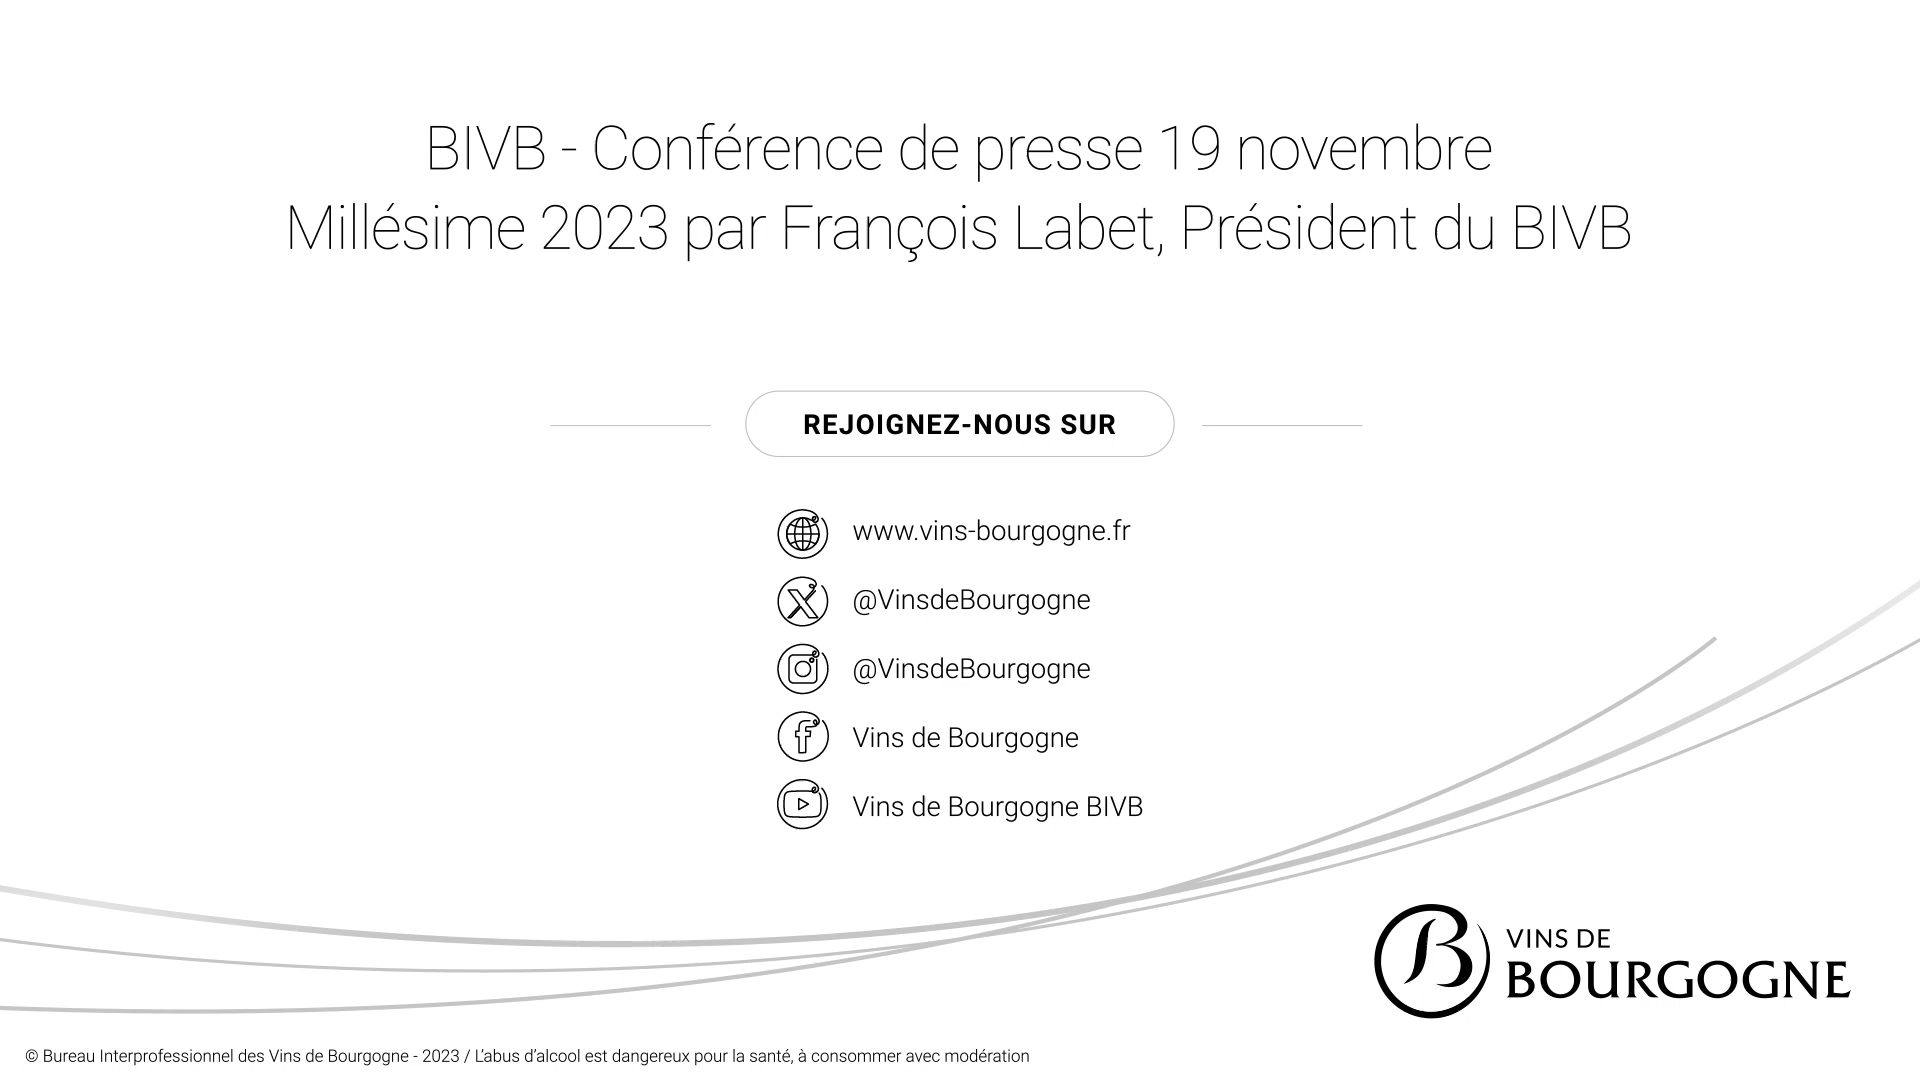 BIVB - Conférence de presse 19 novembre
Millésime 2023 par François Labet, Président du BIVB
REJOIGNEZ-NOUS SUR
www.vins-bourgogne.fr
@VinsdeBourgogne
@VinsdeBourgogne
Vins de Bourgogne
Vins de Bourgogne BIVB
VINS DE
BOURGOGNE
© Bureau Interprofessionnel des Vins de Bourgogne - 2023 / L'abus d'alcool est dangereux pour la santé, à consommer avec modération